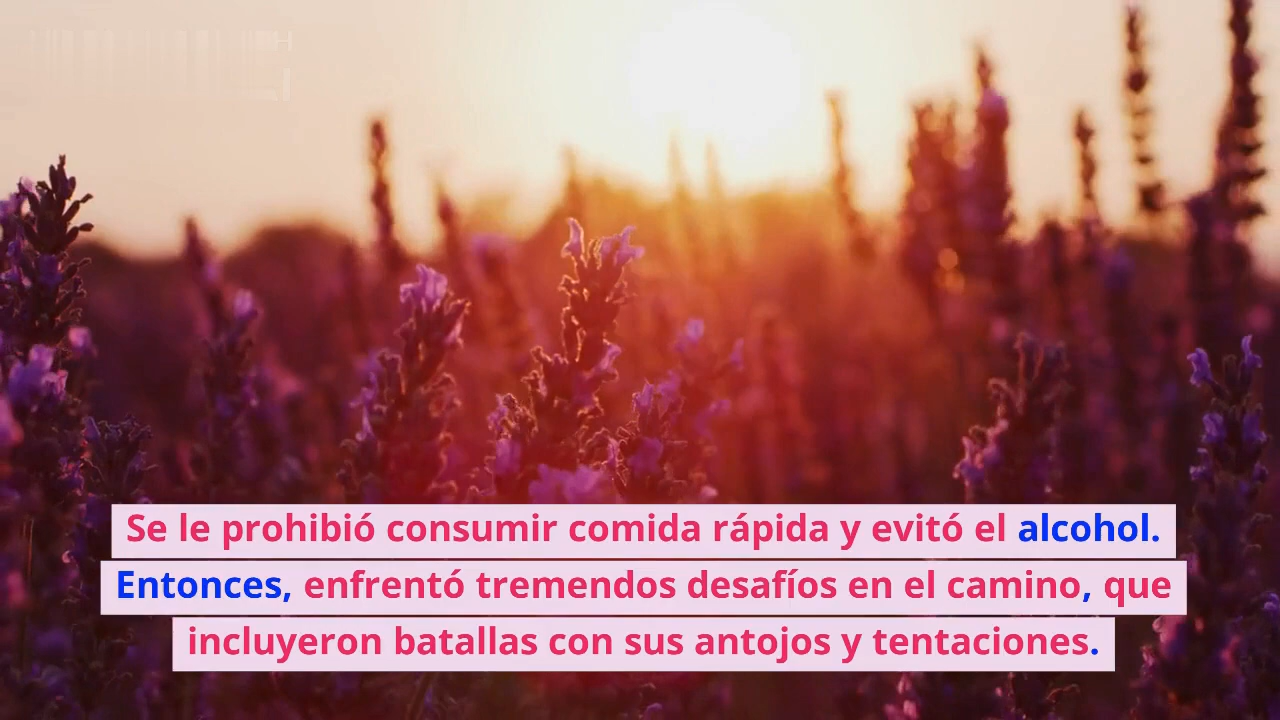 Se le prohibió consumir comida rápida y evitó el alcohol.
Entonces, enfrentó tremendos desafíos en el camino, que
incluyeron batallas con sus antojos y tentaciones.